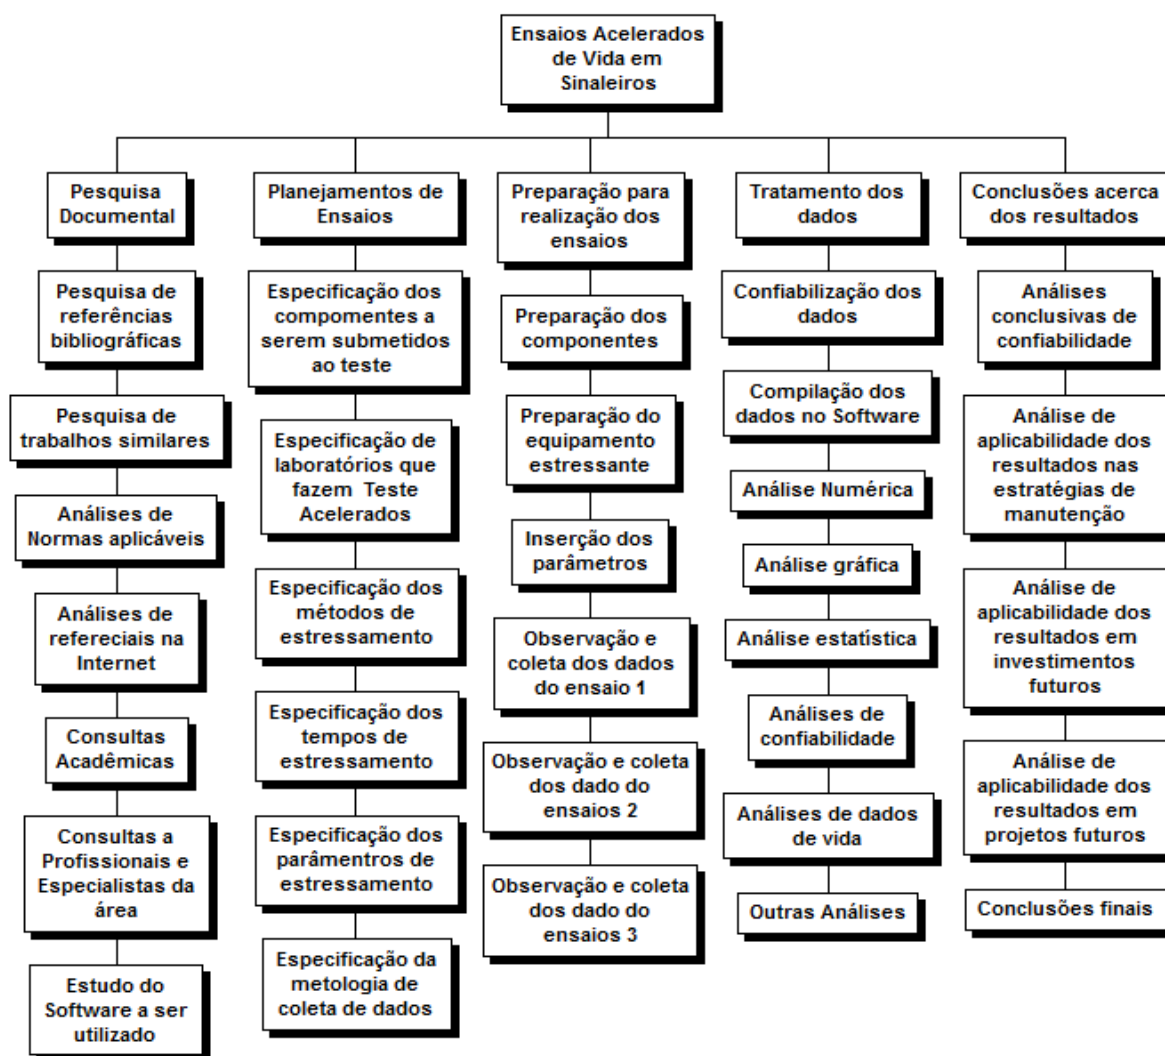 Ensaios Acelerados
de Vida em
Sinaleiros
Pesquisa
Documental
Pesquisa de
referências
bibliográficas
Pesquisa de
trabalhos similares
Análises de
Normas aplicáveis
Análises de
refereciais na
Internet
Consultas
Acadêmicas
Consultas a
Profissionais e
Especialistas da
área
Estudo do
Software a ser
utilizado
Planejamentos de
Ensaios
Especificação dos
compomentes a
serem submetidos
ao teste
Especificação de
laboratórios que
fazem Teste
Acelerados
Especificação dos
métodos de
estressamento
Especificação dos
tempos de
estressamento
Especificação dos
parâmentros de
estressamento
Especificação da
metologia de
coleta de dados
Preparação para
realização dos
ensaios
Preparação dos
componentes
Preparação do
equipamento
estressante
Inserção dos
parâmetros
Observação e
coleta dos dados
do ensaio 1
Observação e coleta
dos dado do
ensaios 2
Observação e coleta
dos dado do
ensaios 3
Tratamento dos
dados
Confiabilização dos
dados
Compilação dos
dados no Software
Análise Numérica
Análise gráfica
Análise estatística
Análises de
confiabilidade
Análises de dados
de vida
Outras Análises
Conclusões acerca
dos resultados
Análises
conclusivas de
confiabilidade
Análise de
aplicabilidade dos
resultados nas
estratégias de
manutenção
Análise de
aplicabilidade dos
resultados em
investimentos
futuros
Análise de
aplicabilidade dos
resultados em
projetos futuros
Conclusões finais